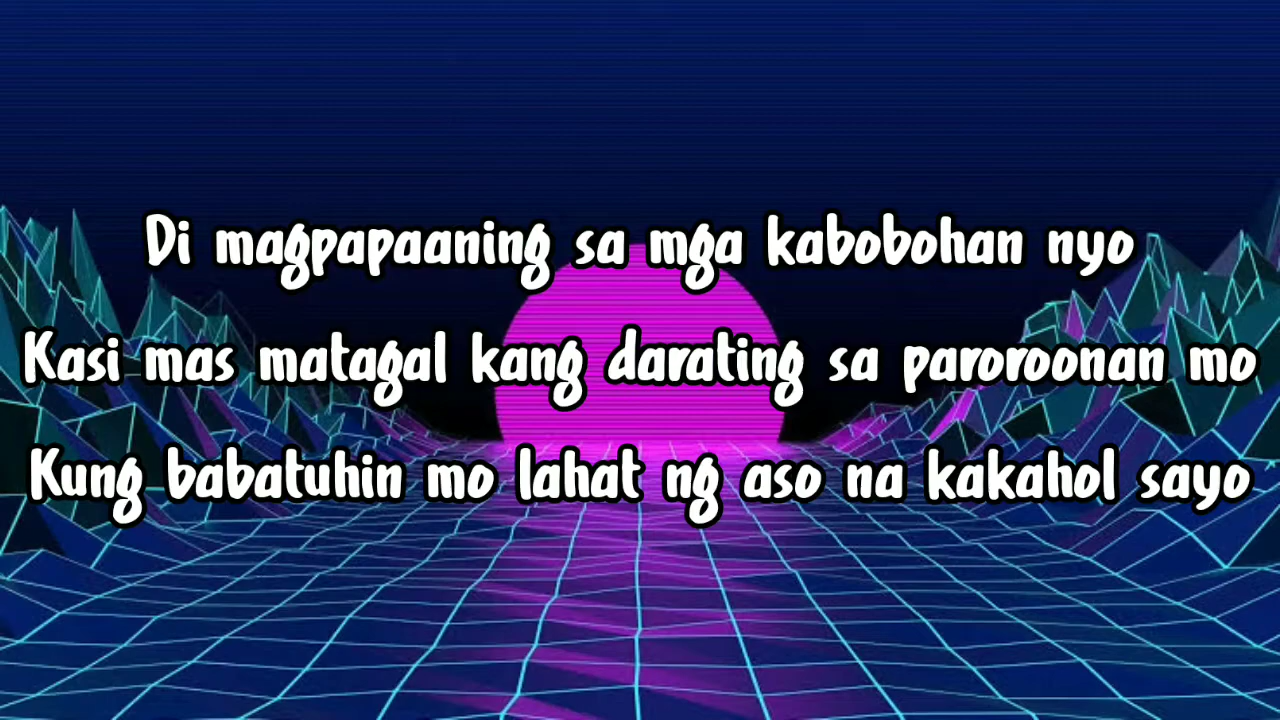 Di magpapaaning sa mga kabobohan nyo
Kasi mas matagal kang darating sa paroroonan mo
Kung babatuhin mo lahat ng aso na kakahol sayo